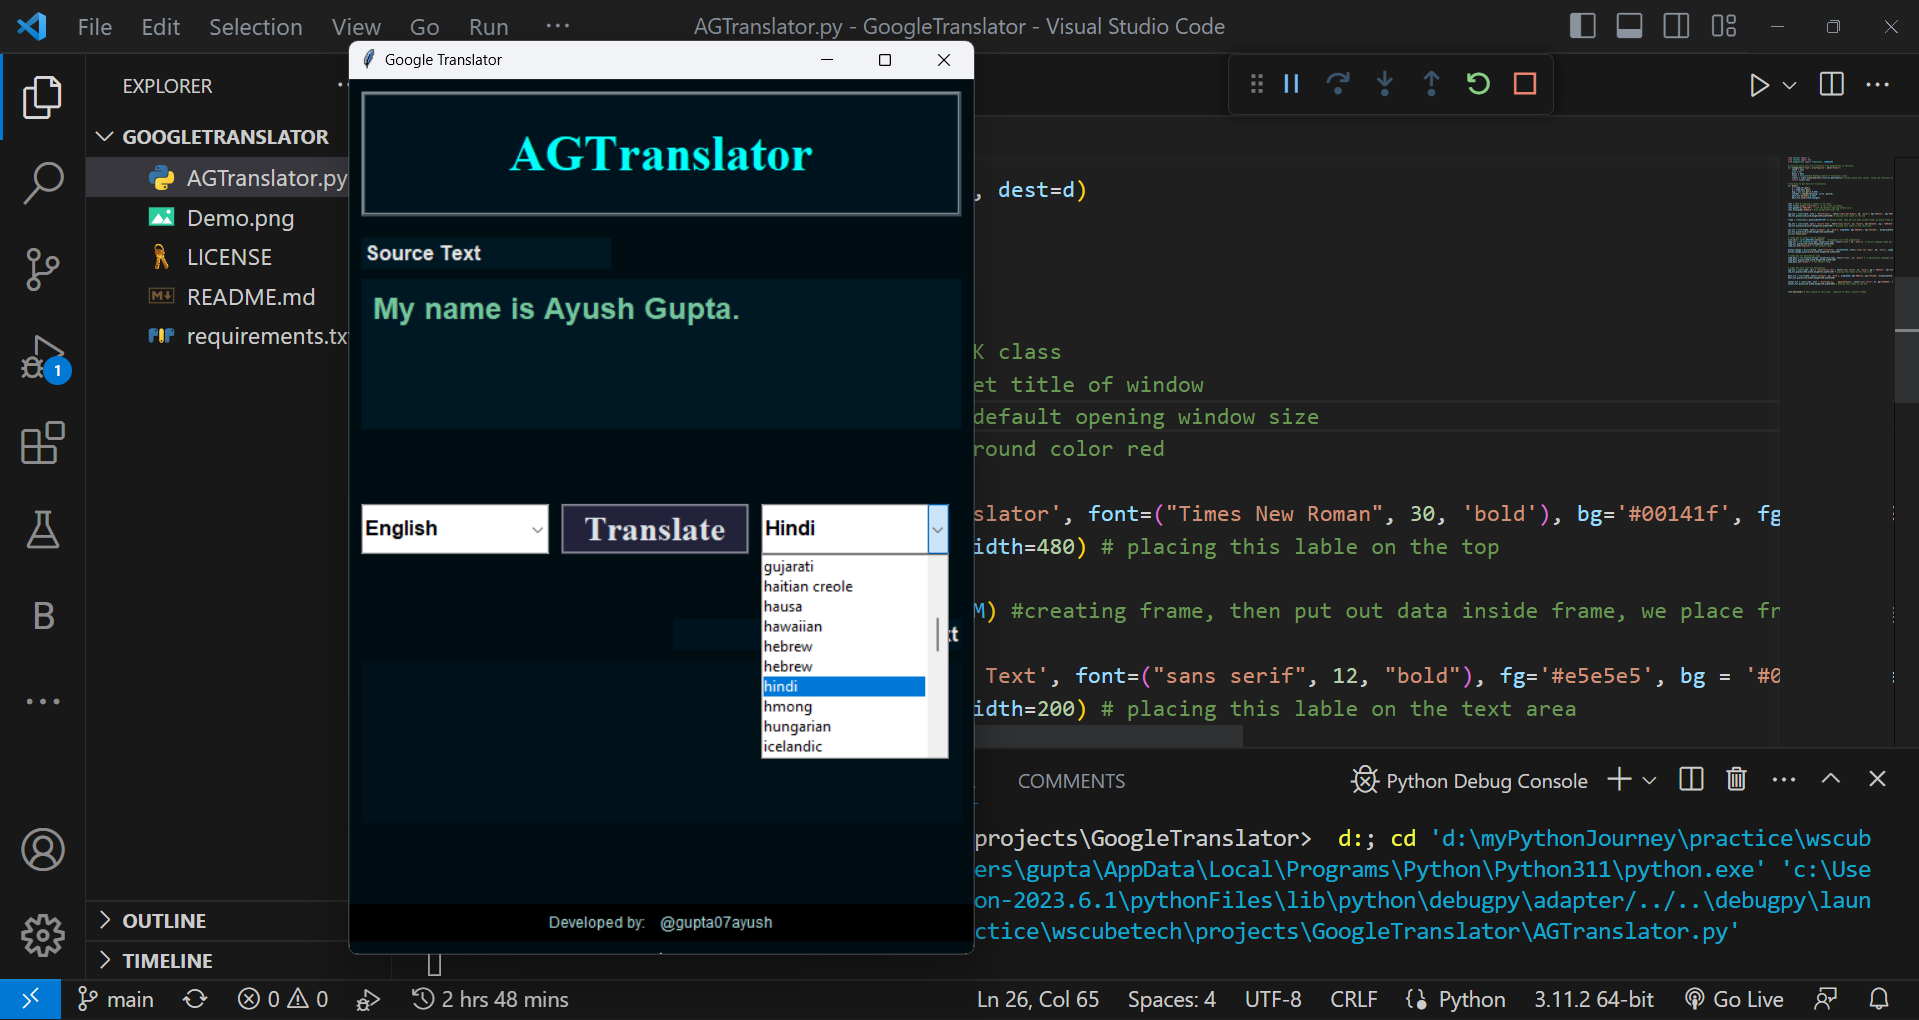 File Edit Selection View Go Run ···
AGTranslator.py - GoogleTranslator - Visual Studio Code
EXPLORER
GOOGLETRANSLATOR
AGTranslator.py
Demo.png
LICENSE
README.md
requirements.tx
OUTLINE
TIMELINE
1
B
Google Translator
AGTranslator
Source Text
My name is Ayush Gupta.
English
Translate
Hindi
gujarati
haitian creole
hausa
hawaiian
hebrew
hebrew
hindi
hmong
hungarian
icelandic
xt
Developed by: @gupta07ayush
, dest=d)
K class
et title of window
default opening window size
round color red
slator', font=("Times New Roman", 30, 'bold'), bg='#00141f', fg
idth=480) # placing this lable on the top
M) #creating frame, then put out data inside frame, we place fr
Text', font=("sans serif", 12, "bold"), fg='#e5e5e5', bg = '#0
idth=200) # placing this lable on the text area
COMMENTS
Python Debug Console
projects\GoogleTranslator> d:; cd 'd:\myPythonJourney\practice\wscub
ers\gupta\AppData\Local\Programs\Python\Python311\python.exe' 'c:\Use
on-2023.6.1\pythonFiles\lib\python\debugpy\adapter/../..\debugpy\laun
ctice\wscubetech\projects\GoogleTranslator\AGTranslator.py'
main 0 0 2 hrs 48 mins
Ln 26, Col 65 Spaces: 4 UTF-8 CRLF Python 3.11.2 64-bit Go Live